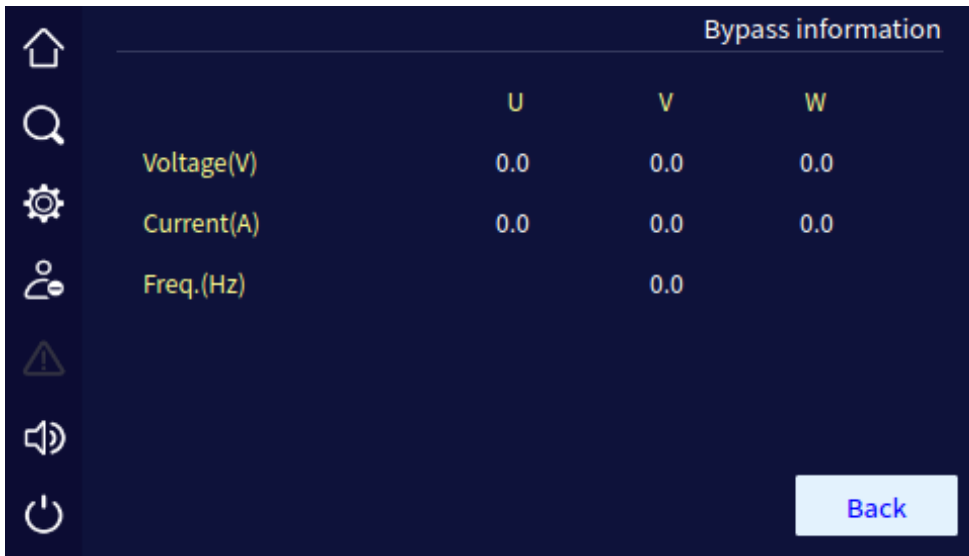 Bypass information
U V W
Voltage(V) 0.0 0.0 0.0
Current(A) 0.0 0.0 0.0
Freq.(Hz) 0.0
Back